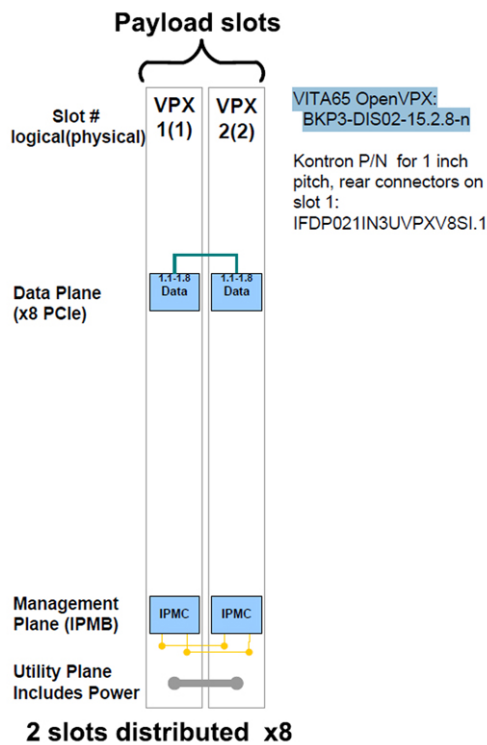 Payload slots
Slot #
logical(physical)
VPX
1(1)
VPX
2(2)
VITA65 OpenVPX:
BKP3-DIS02-15.2.8-n
Kontron P/N for 1 inch
pitch, rear connectors on
slot 1:
IFDP021IN3UVPXV8SI.1
Data Plane
(x8 PCIe)
1.1-1.8
Data
1.1-1.8
Data
Management
Plane (IPMB)
IPMC
IPMC
Utility Plane
Includes Power
2 slots distributed x8